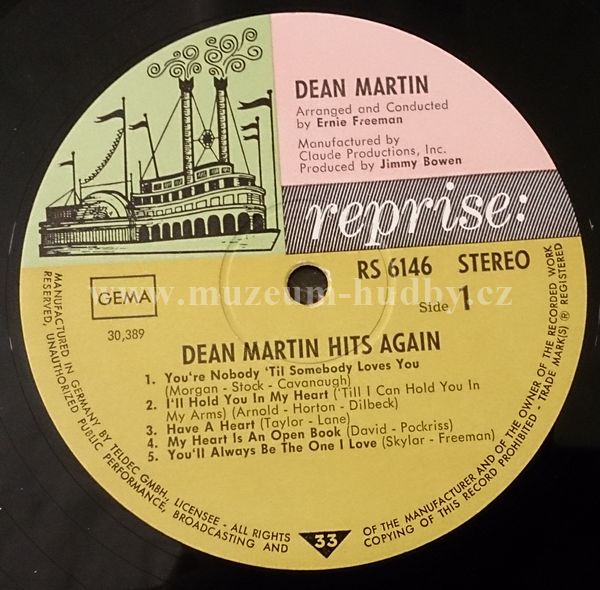 DEAN MARTIN
Arranged and Conducted
by Ernie Freeman
Manufactured by
Claude Productions, Inc.
Produced by Jimmy Bowen
reprise:
RS 6146 STEREO
GEMA
www.muzeum-hudby.cz
Side 1
30,389
DEAN MARTIN HITS AGAIN
1. You're Nobody 'Til Somebody Loves You
(Morgan - Stock - Cavanaugh)
2. I'll Hold You In My Heart ('Till I Can Hold You In
My Arms) (Arnold - Horton - Dilbeck)
3. Have A Heart (Taylor - Lane)
4. My Heart Is An Open Book (David - Pockriss)
5. You'll Always Be The One I Love (Skylar - Freeman)
MANUFACTURED IN GERMANY BY TELDEC GMBH., LICENSEE - ALL RIGHTS
RESERVED, UNAUTHORIZED PUBLIC PERFORMANCE, BROADCASTING AND
33
OF THE MANUFACTURER AND OF THE OWNER OF THE RECORDED WORK
COPYING OF THIS RECORD PROHIBITED - TRADE MARK(S) ® REGISTERED